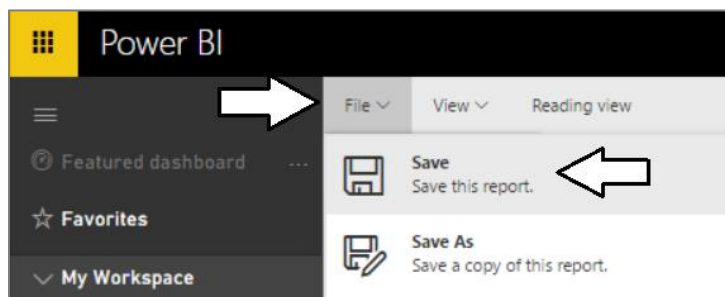 Power BI
File View Reading view
Featured dashboard ...
Save
Save this report.
Favorites
Save As
Save a copy of this report.
My Workspace